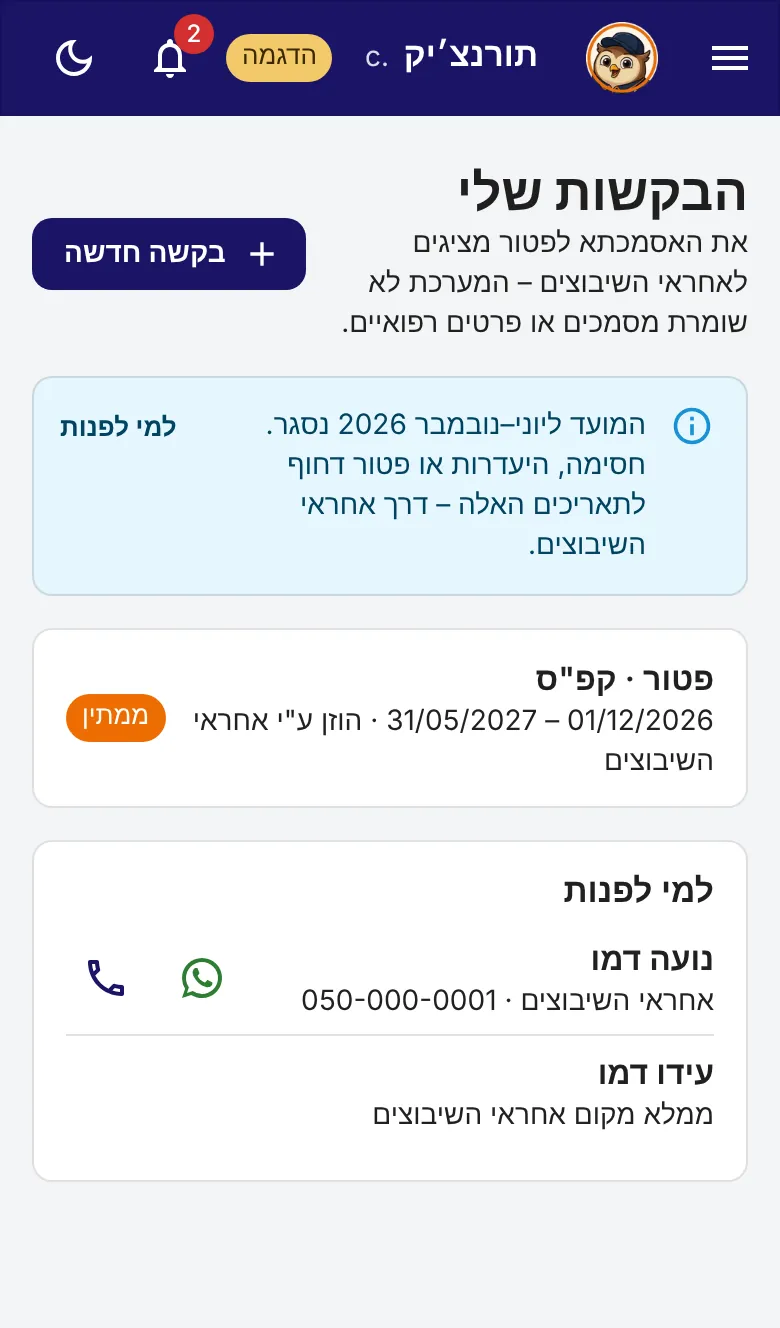 תורנצ׳יק c. הדגמה 2
הבקשות שלי
את האסמכתא לפטור מציגים
לאחראי השיבוצים – המערכת לא
שומרת מסמכים או פרטים רפואיים.
+ בקשה חדשה
המועד ליוני–נובמבר 2026 נסגר.
חסימה, היעדרות או פטור דחוף
לתאריכים האלה – דרך אחראי
השיבוצים.
למי לפנות
פטור · קפ"ס
01/12/2026 – 31/05/2027 · הוזן ע"י אחראי
השיבוצים
ממתין
למי לפנות
נועה דמו
אחראי השיבוצים · 050-000-0001
עידו דמו
ממלא מקום אחראי השיבוצים